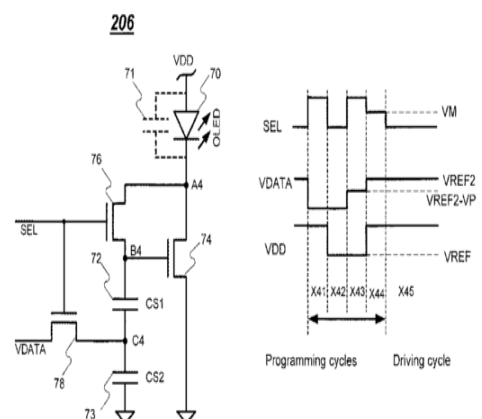 206
VDD
71
70
OLED
76
A4
74
SEL
B4
72
CS1
C4
VDATA
78
CS2
73
SEL
VM
VDATA
VREF2
VREF2-VP
VDD
VREF
X41 X42 X43 X44 X45
Programming cycles Driving cycle